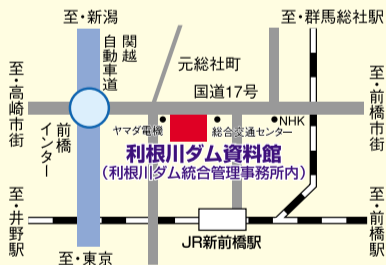 至・新潟
至・群馬総社駅
関越
自動車道
元総社町
国道17号
至・高崎市街
至・前橋市街
前橋
インター
ヤマダ電機
総合交通センター
NHK
利根川ダム資料館
（利根川ダム統合管理事務所内）
至・井野駅
至・前橋駅
JR新前橋駅
至・東京